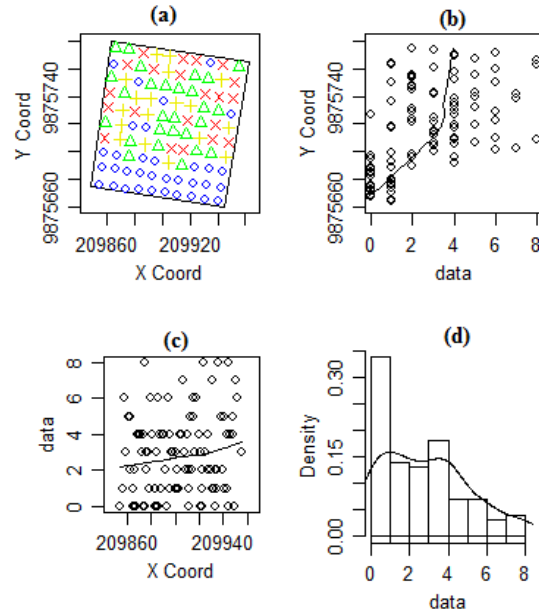 (a)
Y Coord
9875660
9875740
209860
209920
X Coord
(b)
Y Coord
9875660
9875740
0 2 4 6 8
data
(c)
data
0 2 4 6 8
209860
209940
X Coord
(d)
Density
0.00 0.15 0.30
0 2 4 6 8
data